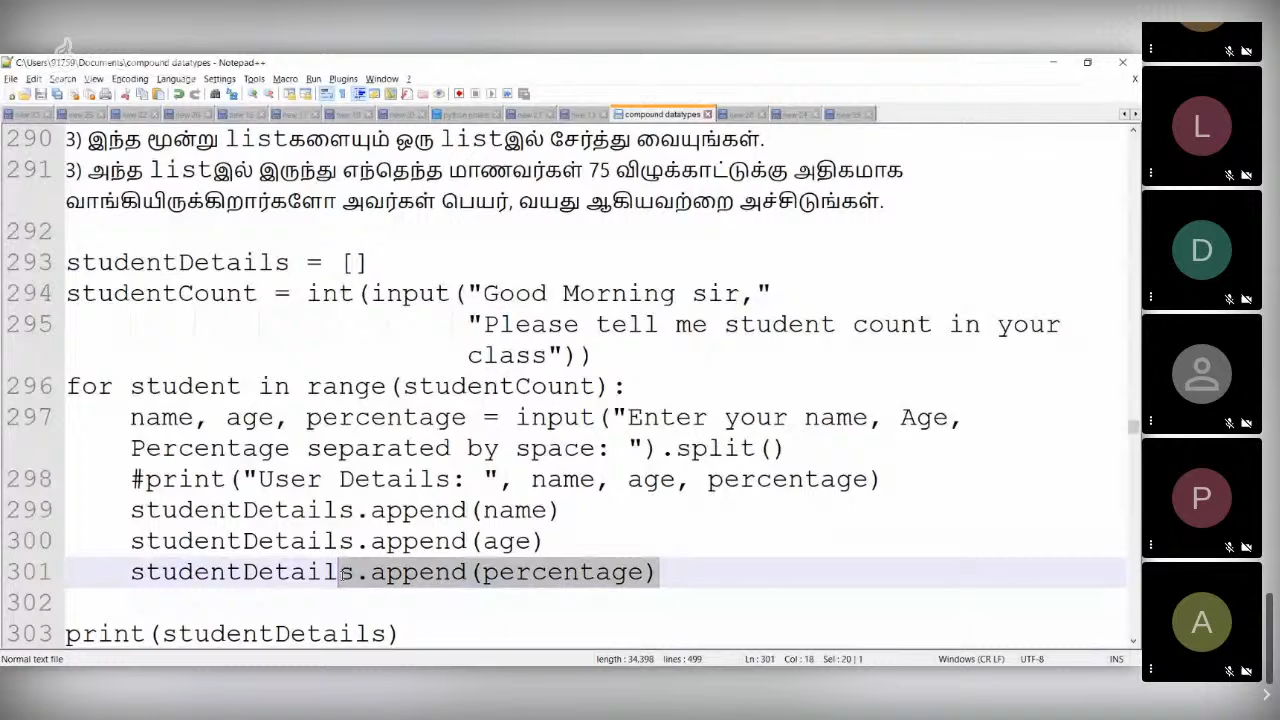 C:\Users\91759\Documents\compound datatypes - Notepad++
File Edit Search View Encoding Language Settings Tools Macro Run Plugins Window ?
X
compound datatypes
290 3) இந்த மூன்று listகளையும் ஒரு listஇல் சேர்த்து வையுங்கள்.
291 3) அந்த listஇல் இருந்து எந்தெந்த மாணவர்கள் 75 விழுக்காட்டுக்கு அதிகமாக
வாங்கியிருக்கிறார்களோ அவர்கள் பெயர், வயது ஆகியவற்றை அச்சிடுங்கள்.
292
293 studentDetails = []
294 studentCount = int(input("Good Morning sir,"
295 "Please tell me student count in your
class"))
296 for student in range(studentCount):
297 name, age, percentage = input("Enter your name, Age,
Percentage separated by space: ").split()
298 #print("User Details: ", name, age, percentage)
299 studentDetails.append(name)
300 studentDetails.append(age)
301 studentDetails.append(percentage)
302
303 print(studentDetails)
Normal text file length : 34,398 lines : 499 Ln : 301 Col : 18 Sel : 20 | 1 Windows (CR LF) UTF-8 INS
L
D
P
A